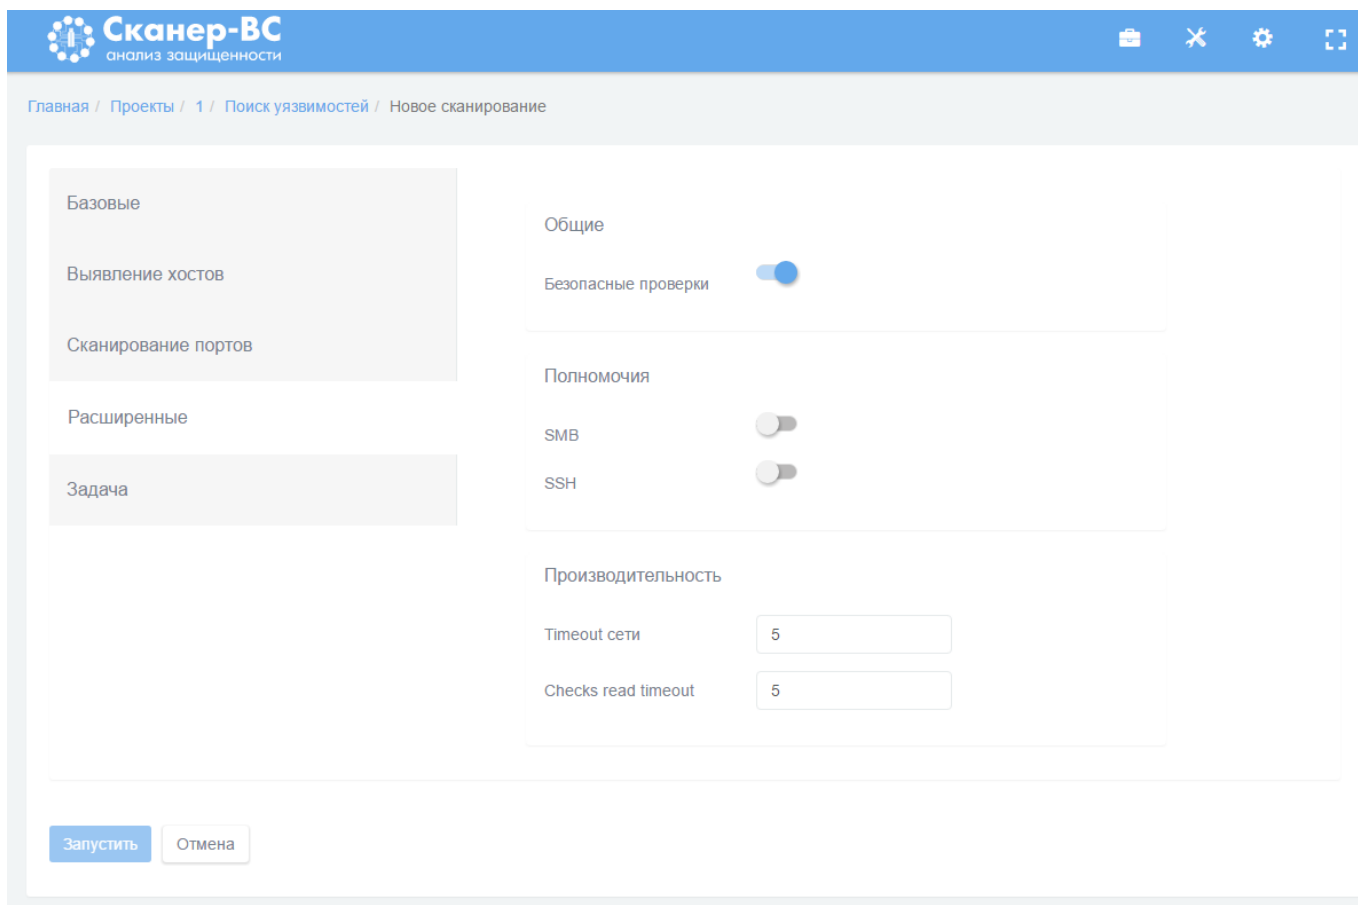 Сканер-ВС
анализ защищенности
Главная / Проекты / 1 / Поиск уязвимостей / Новое сканирование
Базовые
Выявление хостов
Сканирование портов
Расширенные
Задача
Общие
Безопасные проверки
Полномочия
SMB
SSH
Производительность
Timeout сети 5
Checks read timeout 5
Запустить Отмена